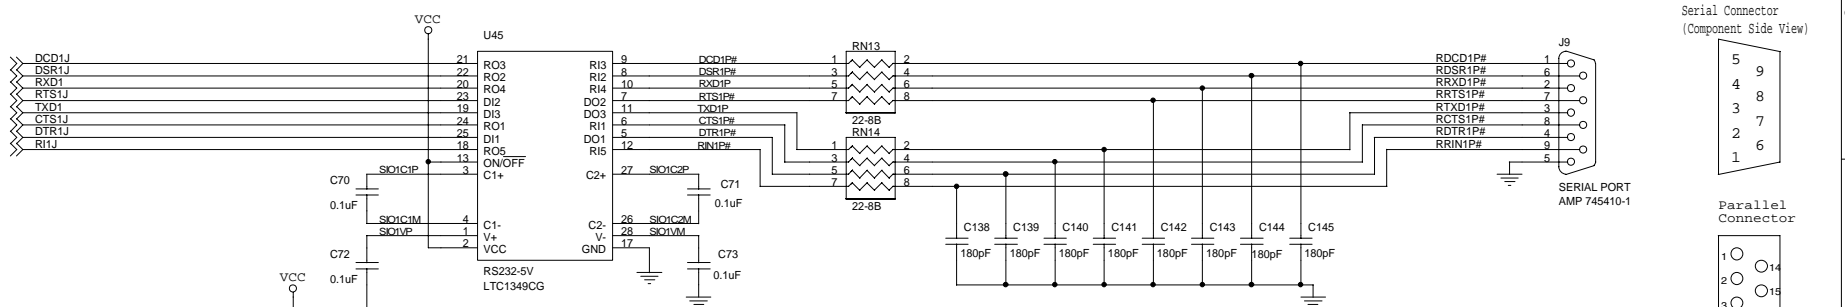 Serial Connector
(Component Side View)
VCC
U45
RN13
J9
DCD1J 21 RO3 RI3 9 DCD1P# 1 2 RDCD1P# 1
DSR1J 22 RO2 RI2 8 DSR1P# 3 4 RDSR1P# 6
RXD1 20 RO4 RI4 10 RXD1P 5 6 RRXD1P# 2
RTS1J 23 DI2 DO2 7 RTS1P# 7 8 RRTS1P# 7
TXD1 19 DI3 DO3 11 TXD1P RTXD1P# 3
22-8B
CTS1J 24 RO1 RI1 6 CTS1P# RCTS1P# 8
RN14
DTR1J 25 DI1 DO1 5 DTR1P# RDTR1P# 4
RI1J 18 RO5 RI5 12 RIN1P# 1 2 RRIN1P# 9
13 ON/OFF 3 4 5
3 C1+ C2+ 27 5 6
SIO1C1P SIO1C2P
7 8
C70 0.1uF
C71 0.1uF
22-8B
SERIAL PORT
AMP 745410-1
4 C1- C2- 26
SIO1C1M SIO1C2M
1 V+ V- 28
SIO1VP SIO1VM
2 VCC GND 17
C72 0.1uF
C73 0.1uF
RS232-5V
LTC1349CG
VCC
C138 C139 C140 C141 C142 C143 C144 C145
180pF 180pF 180pF 180pF 180pF 180pF 180pF 180pF
5
9
4
8
3
7
2
6
1
Parallel
Connector
1
14
2
15
3